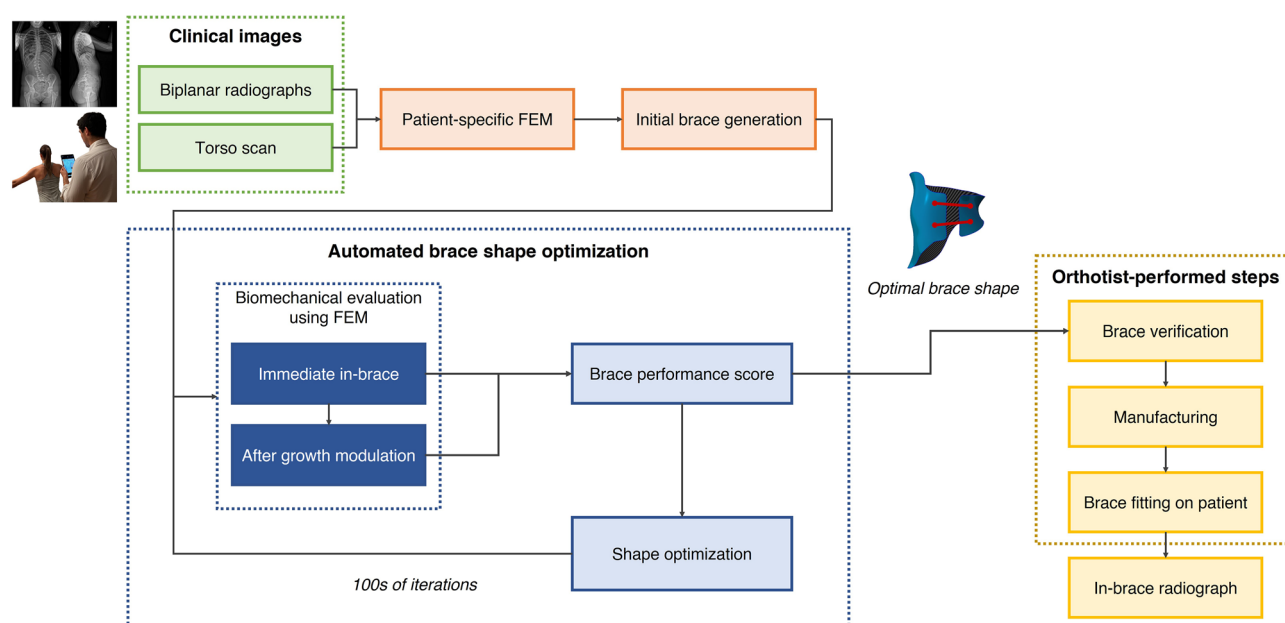 Clinical images
Biplanar radiographs
Torso scan
Patient-specific FEM
Initial brace generation
Automated brace shape optimization
Biomechanical evaluation
using FEM
Immediate in-brace
After growth modulation
Brace performance score
Shape optimization
100s of iterations
Optimal brace shape
Orthotist-performed steps
Brace verification
Manufacturing
Brace fitting on patient
In-brace radiograph